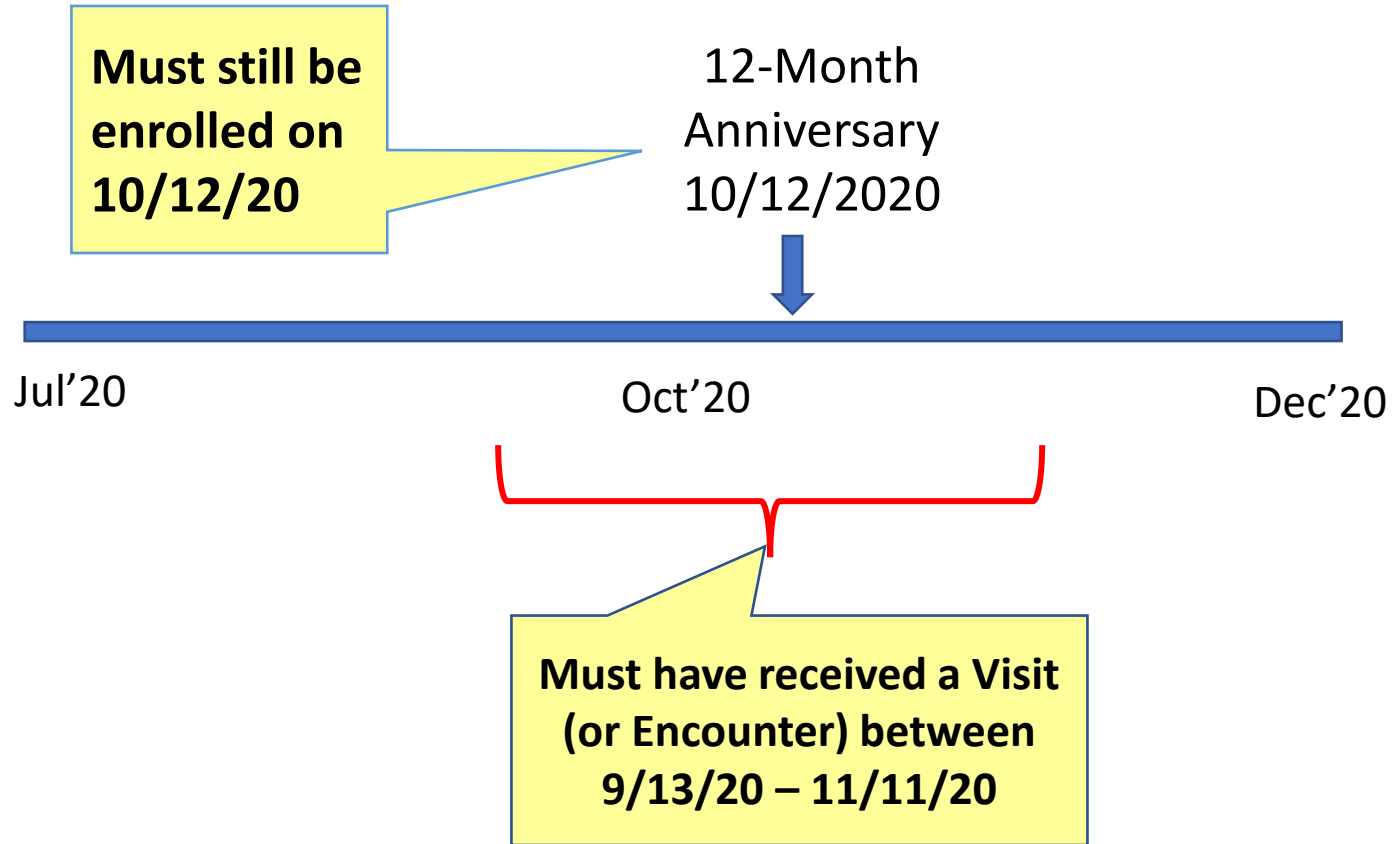 Must still be
enrolled on
10/12/20
12-Month
Anniversary
10/12/2020
Jul’20
Oct’20
Dec’20
Must have received a Visit
(or Encounter) between
9/13/20 – 11/11/20